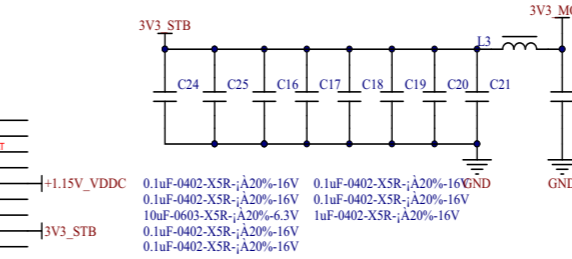 3V3_STB
L3
C24 C25 C16 C17 C18 C19 C20 C21
+1.15V_VDDC
3V3_STB
0.1uF-0402-X5R-¡À20%-16V 0.1uF-0402-X5R-¡À20%-16V
0.1uF-0402-X5R-¡À20%-16V 0.1uF-0402-X5R-¡À20%-16V
10uF-0603-X5R-¡À20%-6.3V 1uF-0402-X5R-¡À20%-16V
0.1uF-0402-X5R-¡À20%-16V
0.1uF-0402-X5R-¡À20%-16V
GND
GND